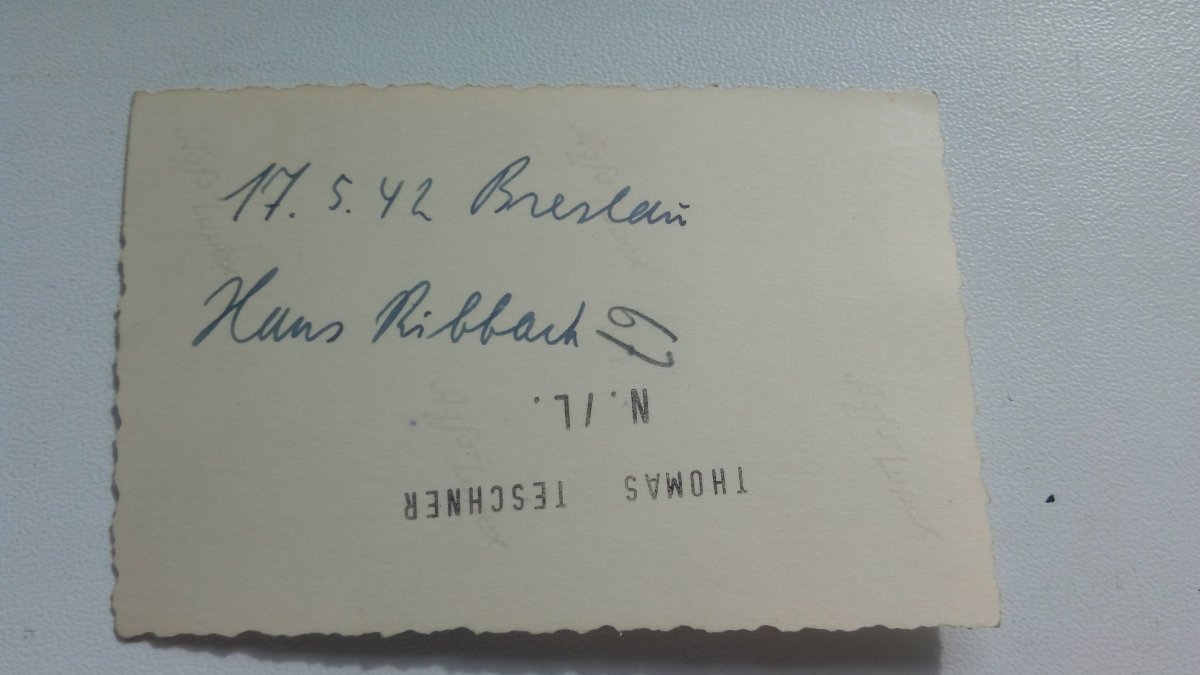 17. 5. 42 Breslau
Hans Ribbach
THOMAS TESCHNER
N./L.